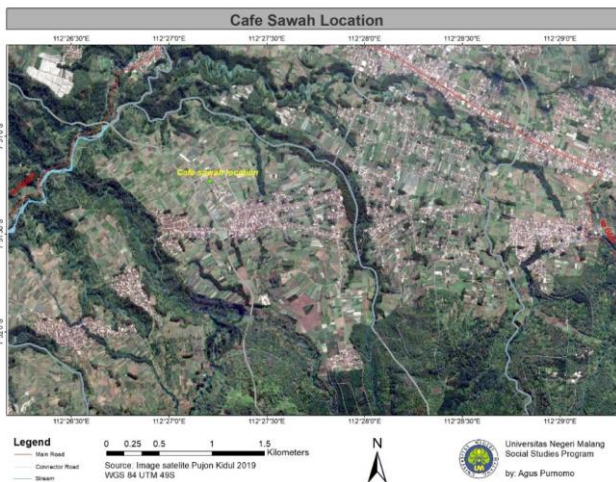 Cafe Sawah Location
112°26'30"E 112°27'0"E 112°27'30"E 112°28'0"E 112°28'30"E 112°29'0"E
Cafe sawah location
112°26'30"E 112°27'0"E 112°27'30"E 112°28'0"E 112°28'30"E 112°29'0"E
Legend
Main Road
Connector Road
Stream
0 0.25 0.5 1 1.5
Kilometers
Source: Image satelite Pujon Kidul 2019
WGS 84 UTM 49S
N
UM
Universitas Negeri Malang
Social Studies Program
by: Agus Purnomo